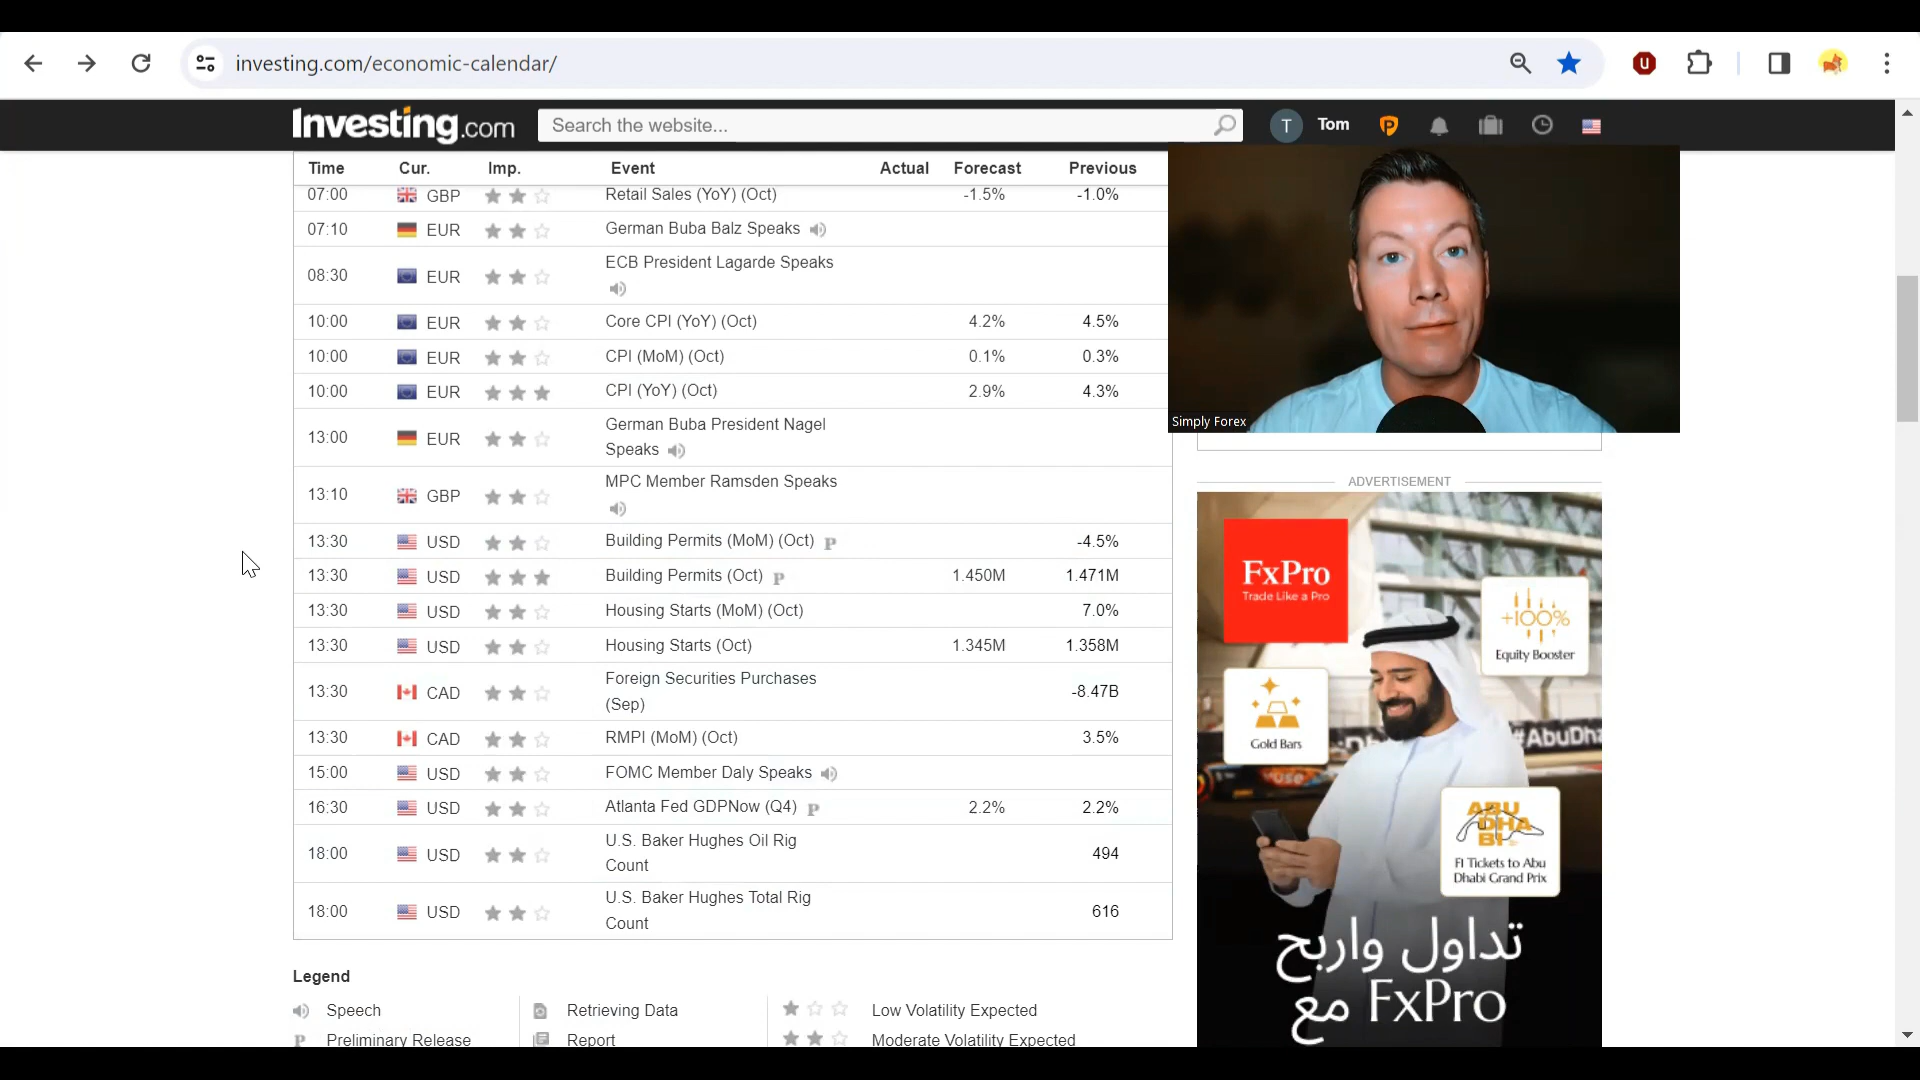 investing.com/economic-calendar/
Investing.com
Search the website...
T
Tom
Time Cur. Imp. Event Actual Forecast Previous
07:00 GBP Retail Sales (YoY) (Oct) -1.5% -1.0%
07:10 EUR German Buba Balz Speaks
08:30 EUR ECB President Lagarde Speaks
10:00 EUR Core CPI (YoY) (Oct) 4.2% 4.5%
10:00 EUR CPI (MoM) (Oct) 0.1% 0.3%
10:00 EUR CPI (YoY) (Oct) 2.9% 4.3%
13:00 EUR German Buba President Nagel
Speaks
13:10 GBP MPC Member Ramsden Speaks
13:30 USD Building Permits (MoM) (Oct) P -4.5%
13:30 USD Building Permits (Oct) P 1.450M 1.471M
13:30 USD Housing Starts (MoM) (Oct) 7.0%
13:30 USD Housing Starts (Oct) 1.345M 1.358M
13:30 CAD Foreign Securities Purchases
(Sep) -8.47B
13:30 CAD RMPI (MoM) (Oct) 3.5%
15:00 USD FOMC Member Daly Speaks
16:30 USD Atlanta Fed GDPNow (Q4) P 2.2% 2.2%
18:00 USD U.S. Baker Hughes Oil Rig
Count 494
18:00 USD U.S. Baker Hughes Total Rig
Count 616
Legend
Speech
Retrieving Data
Low Volatility Expected
P Preliminary Release
Report
Moderate Volatility Expected
Simply Forex
ADVERTISEMENT
FxPro
Trade Like a Pro
+100%
Equity Booster
Gold Bars
#AbuDha
ABU
DHA
BI
F1 Tickets to Abu
Dhabi Grand Prix
تداول واربح
مع FxPro